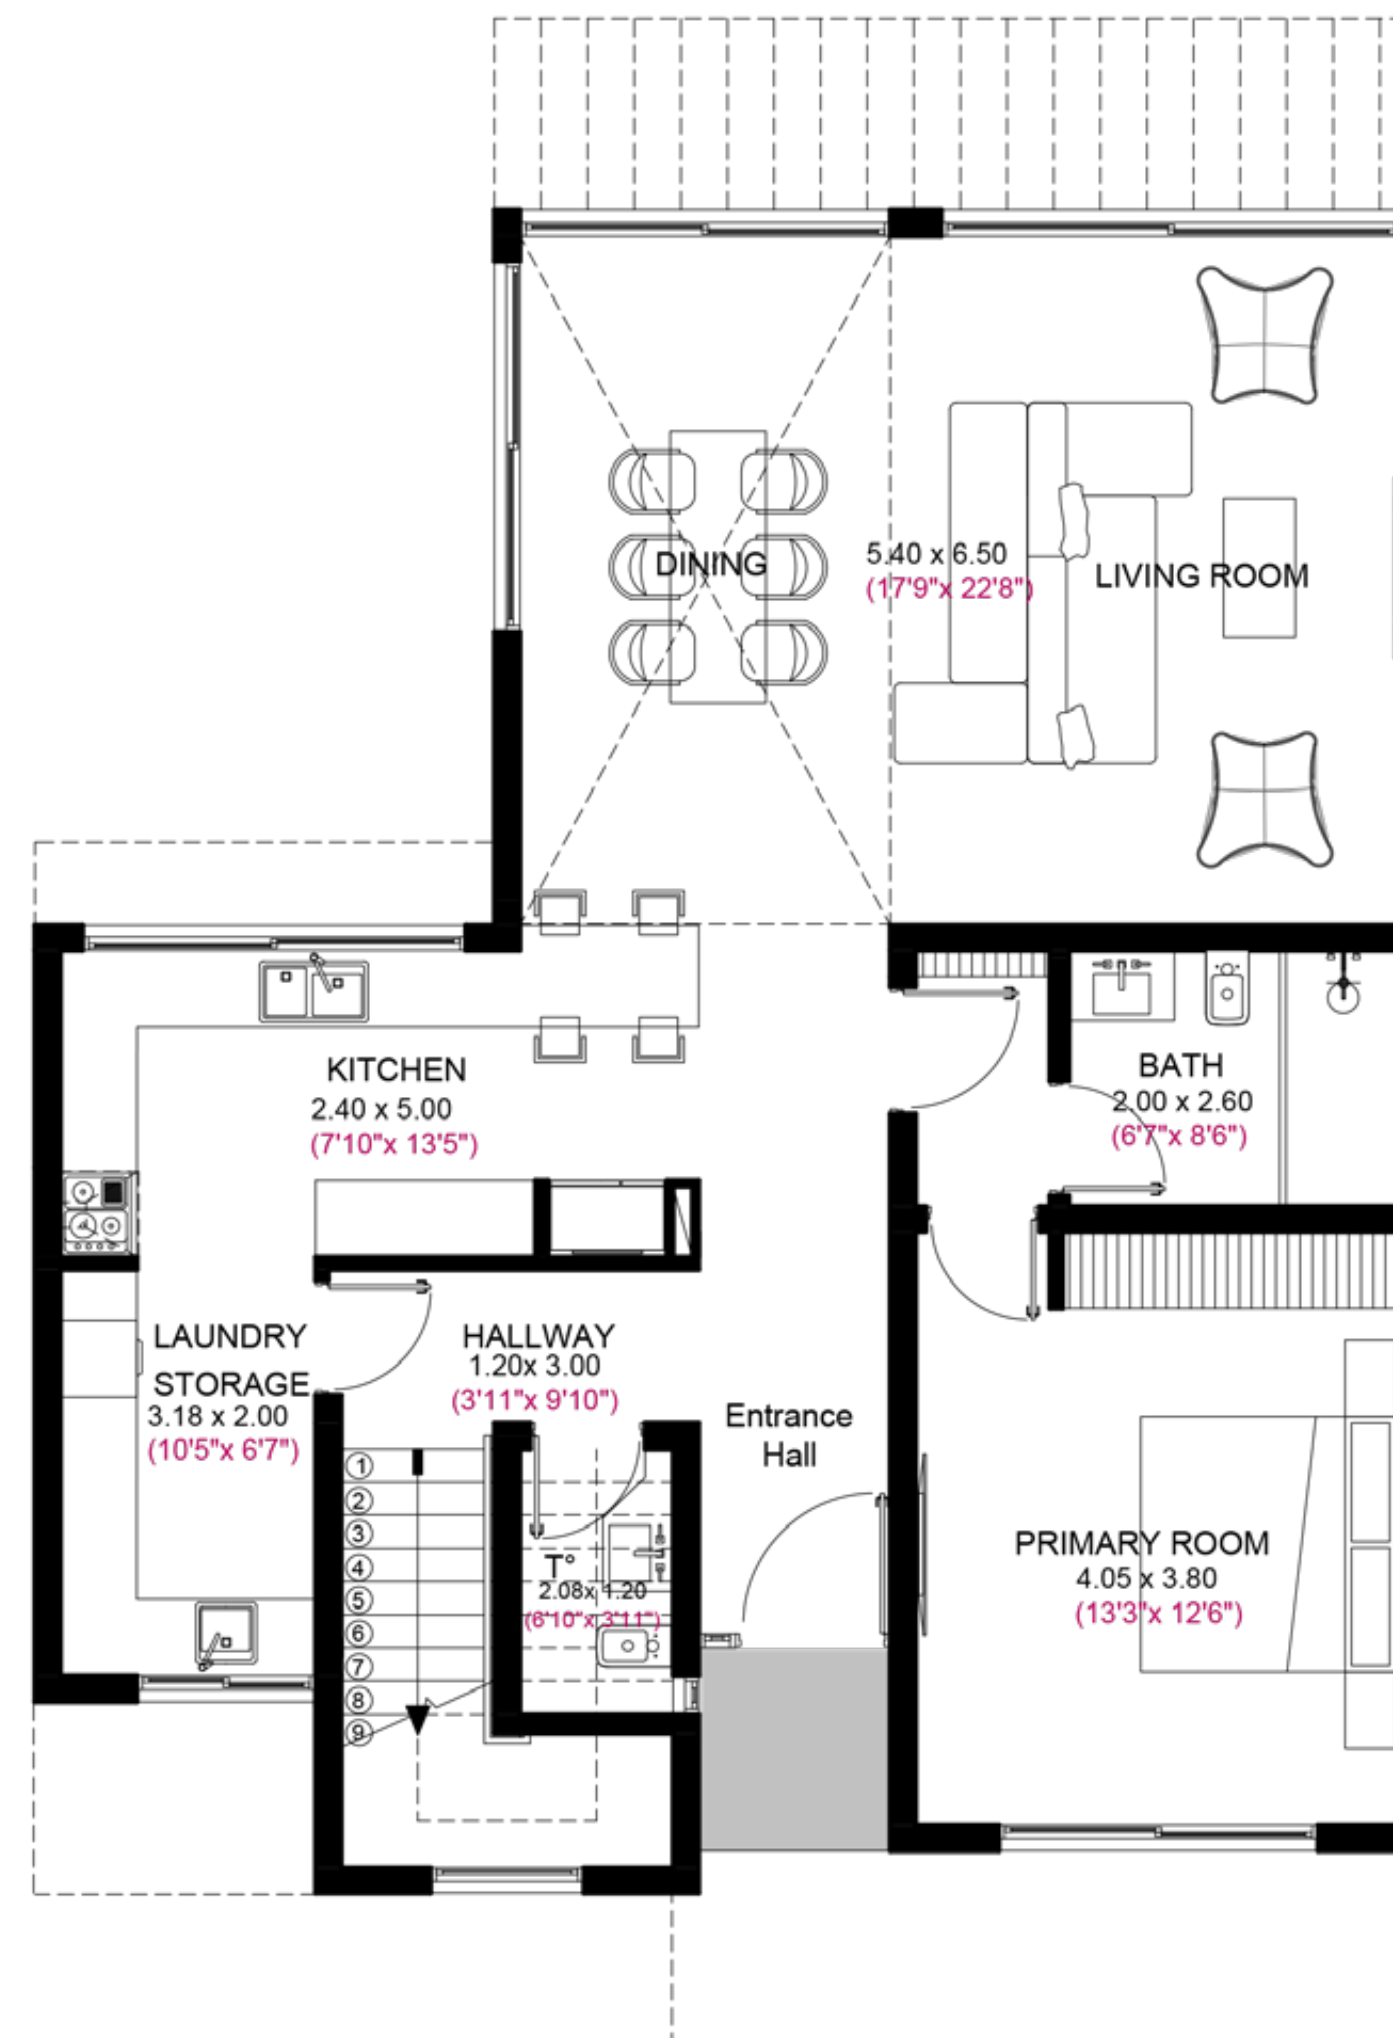 DINING
5.40 x 6.50
(17'9"x 22'8")
LIVING ROOM
KITCHEN
2.40 x 5.00
(7'10"x 13'5")
BATH
2.00 x 2.60
(6'7"x 8'6")
LAUNDRY
STORAGE
3.18 x 2.00
(10'5"x 6'7")
HALLWAY
1.20x 3.00
(3'11"x 9'10")
Entrance
Hall
1
2
3
4
5
6
7
8
9
T°
2.08x 1.20
(6'10"x 3'11")
PRIMARY ROOM
4.05 x 3.80
(13'3"x 12'6")